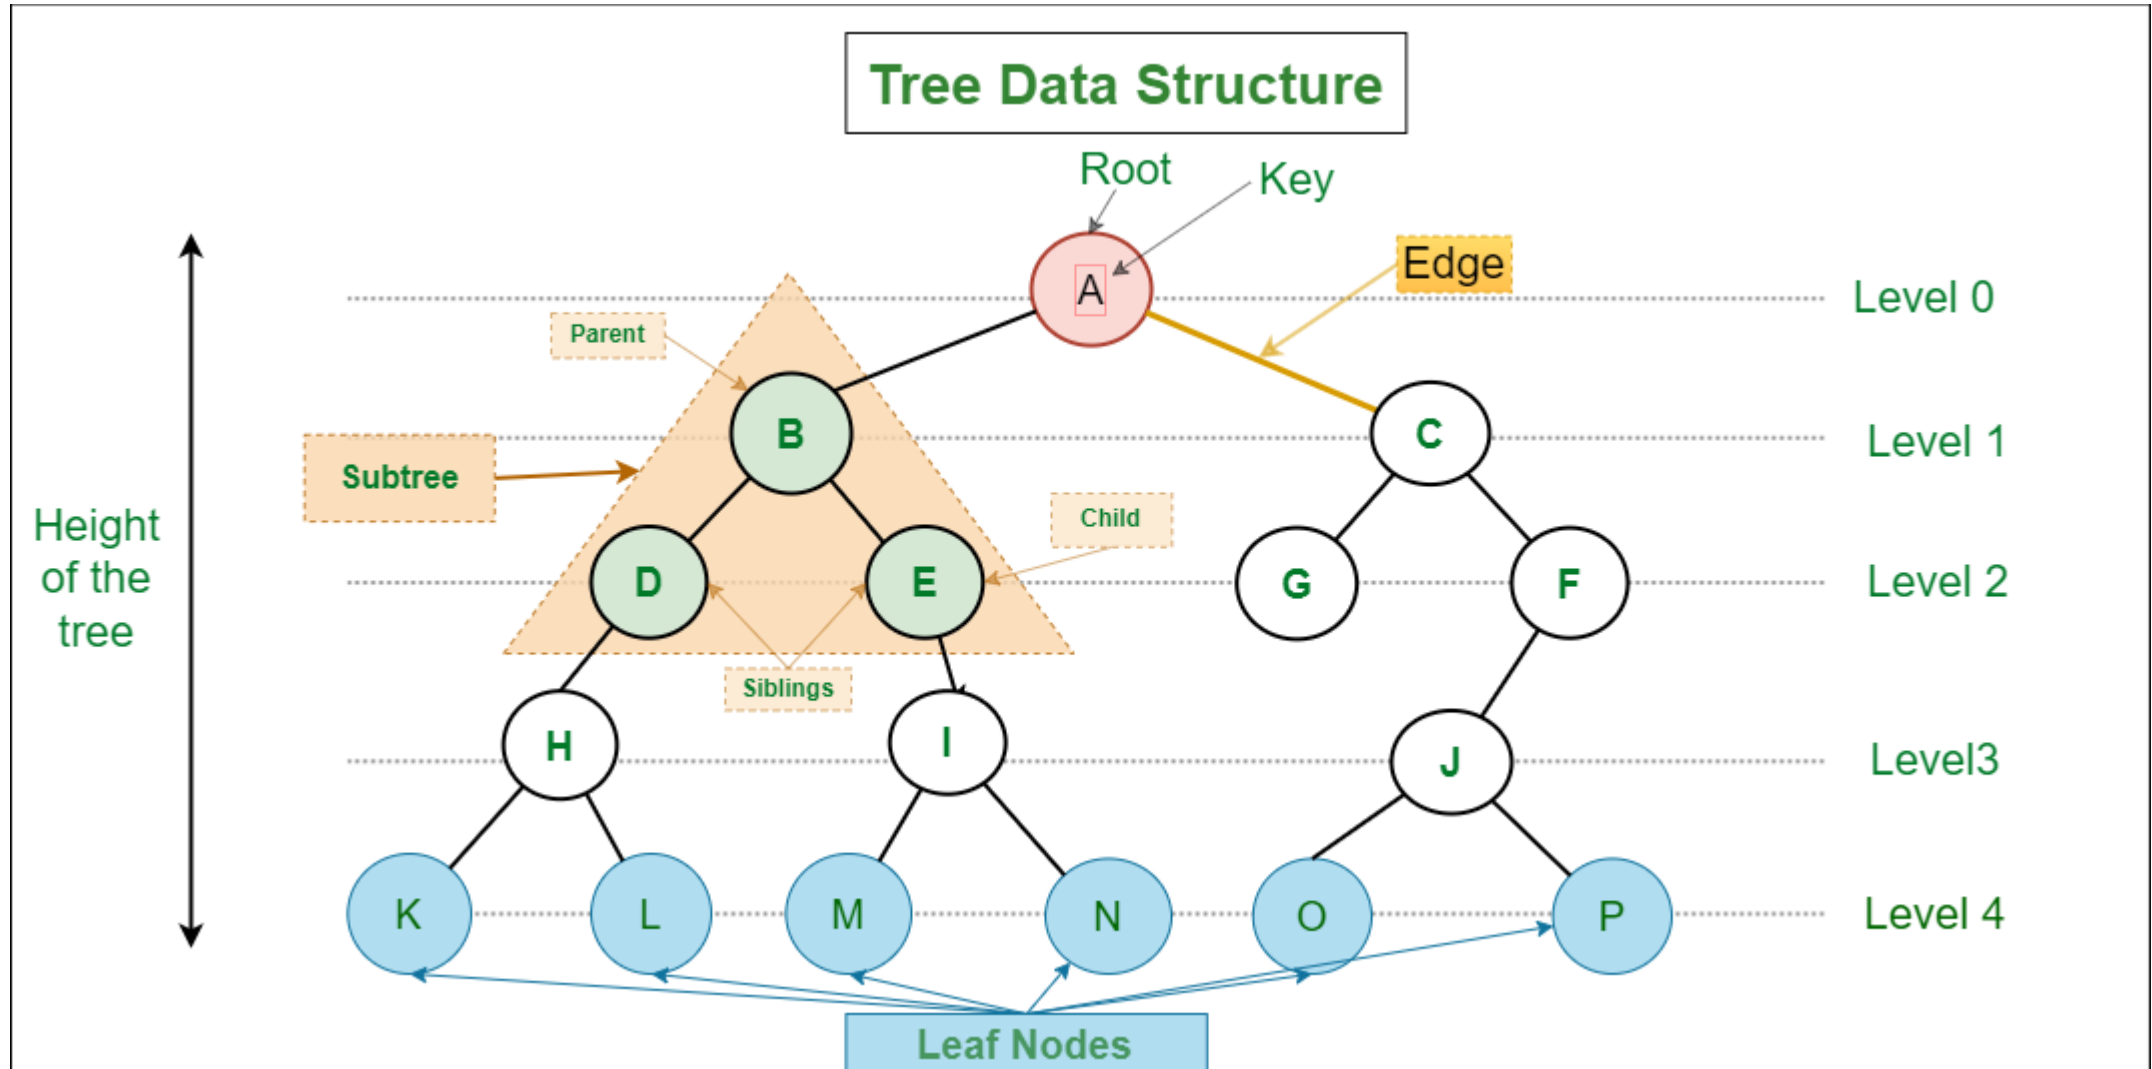 Tree Data Structure
Root
Key
A
Edge
Level 0
Parent
B
C
Level 1
Subtree
Child
Height
of the
tree
D
E
G
F
Level 2
Siblings
H
I
J
Level3
K
L
M
N
O
P
Level 4
Leaf Nodes